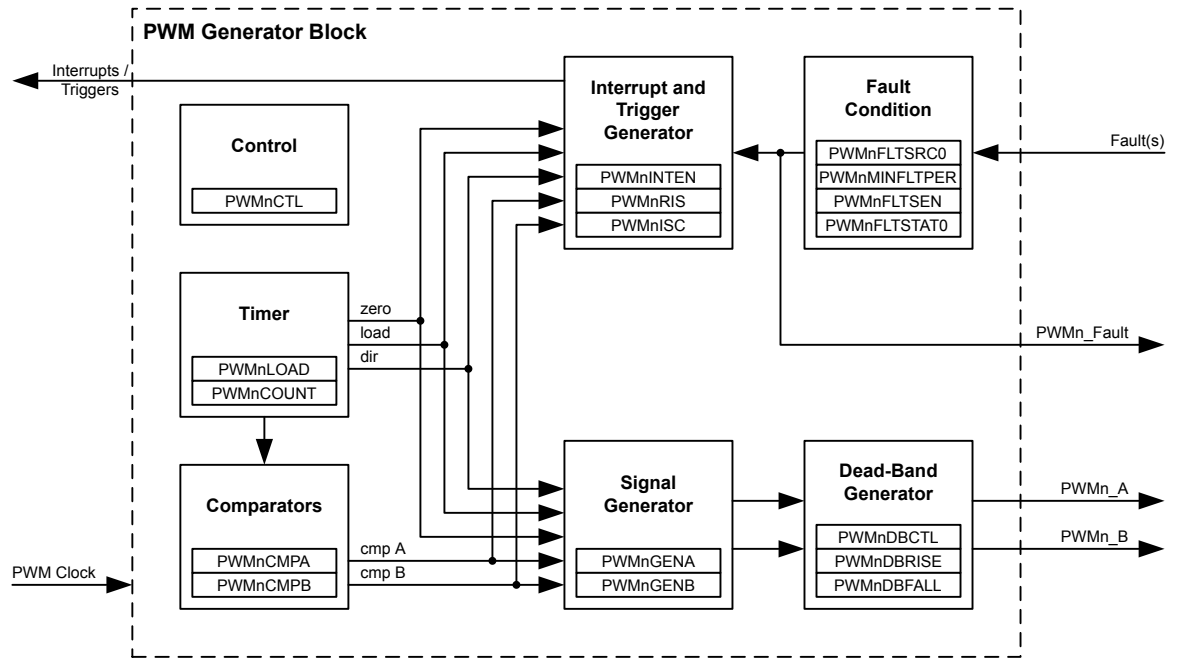 PWM Generator Block
Interrupts /
Triggers
Control
PWMnCTL
Interrupt and
Trigger
Generator
PWMnINTEN
PWMnRIS
PWMnISC
Fault
Condition
PWMnFLTSRC0
PWMnMINFLTPER
PWMnFLTSEN
PWMnFLTSTAT0
Fault(s)
Timer
PWMnLOAD
PWMnCOUNT
zero
load
dir
PWMn_Fault
Comparators
PWMnCMPA
PWMnCMPB
cmp A
cmp B
PWM Clock
Signal
Generator
PWMnGENA
PWMnGENB
Dead-Band
Generator
PWMnDBCTL
PWMnDBRISE
PWMnDBFALL
PWMn_A
PWMn_B